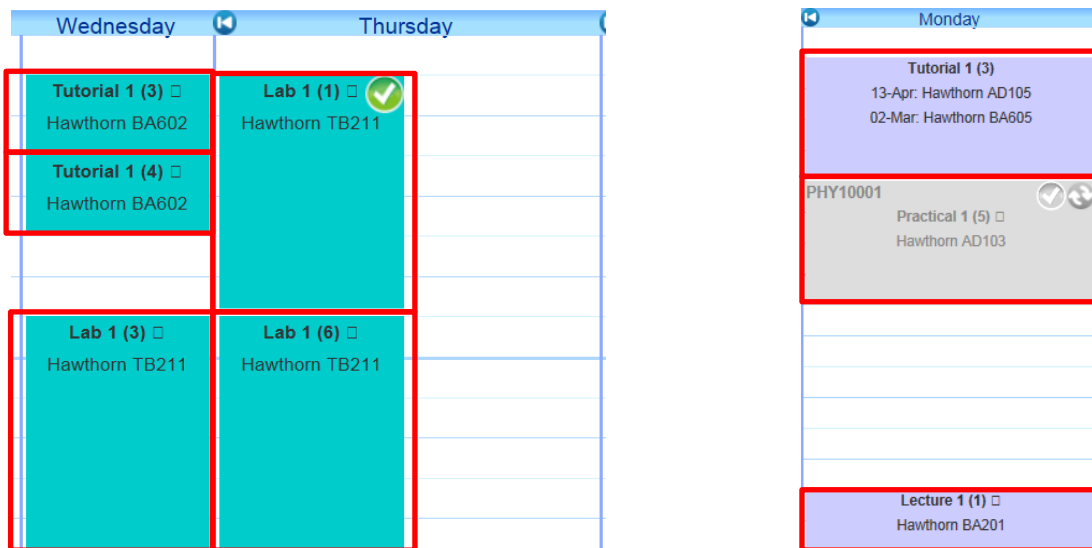 Wednesday
Thursday
Tutorial 1 (3)
Hawthorn BA602
Tutorial 1 (4)
Hawthorn BA602
Lab 1 (3)
Hawthorn TB211
Lab 1 (1)
Hawthorn TB211
Lab 1 (6)
Hawthorn TB211
Monday
Tutorial 1 (3)
13-Apr: Hawthorn AD105
02-Mar: Hawthorn BA605
PHY10001
Practical 1 (5)
Hawthorn AD103
Lecture 1 (1)
Hawthorn BA201